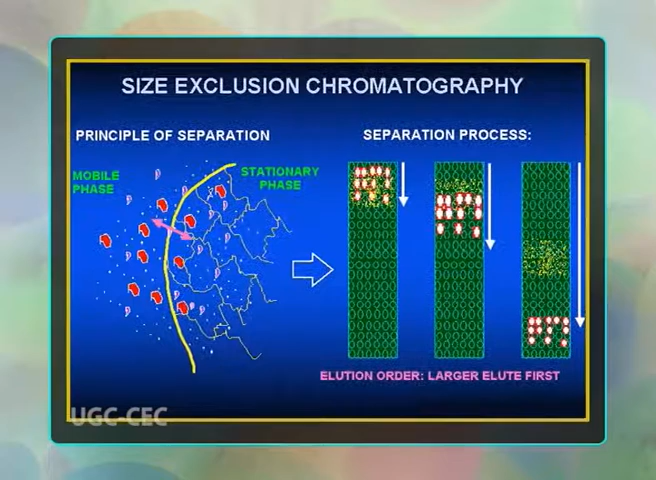 SIZE EXCLUSION CHROMATOGRAPHY
PRINCIPLE OF SEPARATION
SEPARATION PROCESS:
MOBILE
PHASE
STATIONARY
PHASE
ELUTION ORDER: LARGER ELUTE FIRST
UGC-CEC